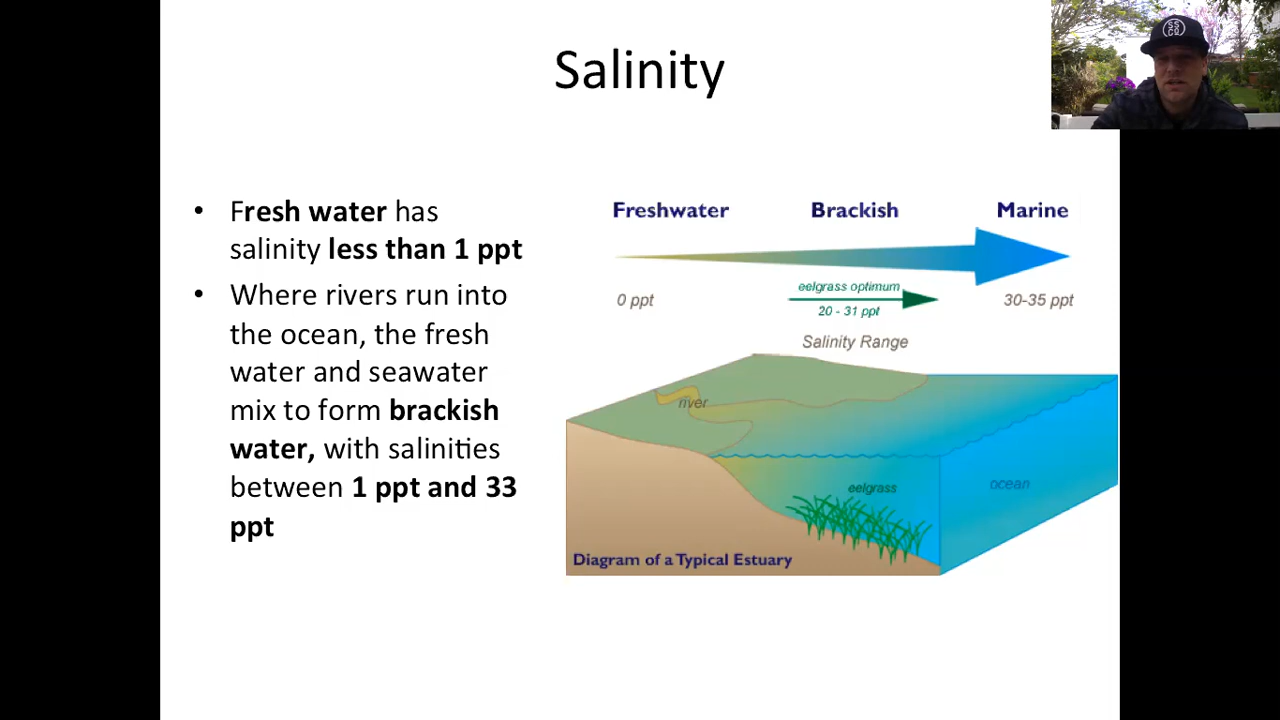 Salinity
• Fresh water has
salinity less than 1 ppt
• Where rivers run into
the ocean, the fresh
water and seawater
mix to form brackish
water, with salinities
between 1 ppt and 33
ppt
Freshwater Brackish Marine
eelgrass optimum
0 ppt 20 - 31 ppt 30-35 ppt
Salinity Range
river
eelgrass
ocean
Diagram of a Typical Estuary